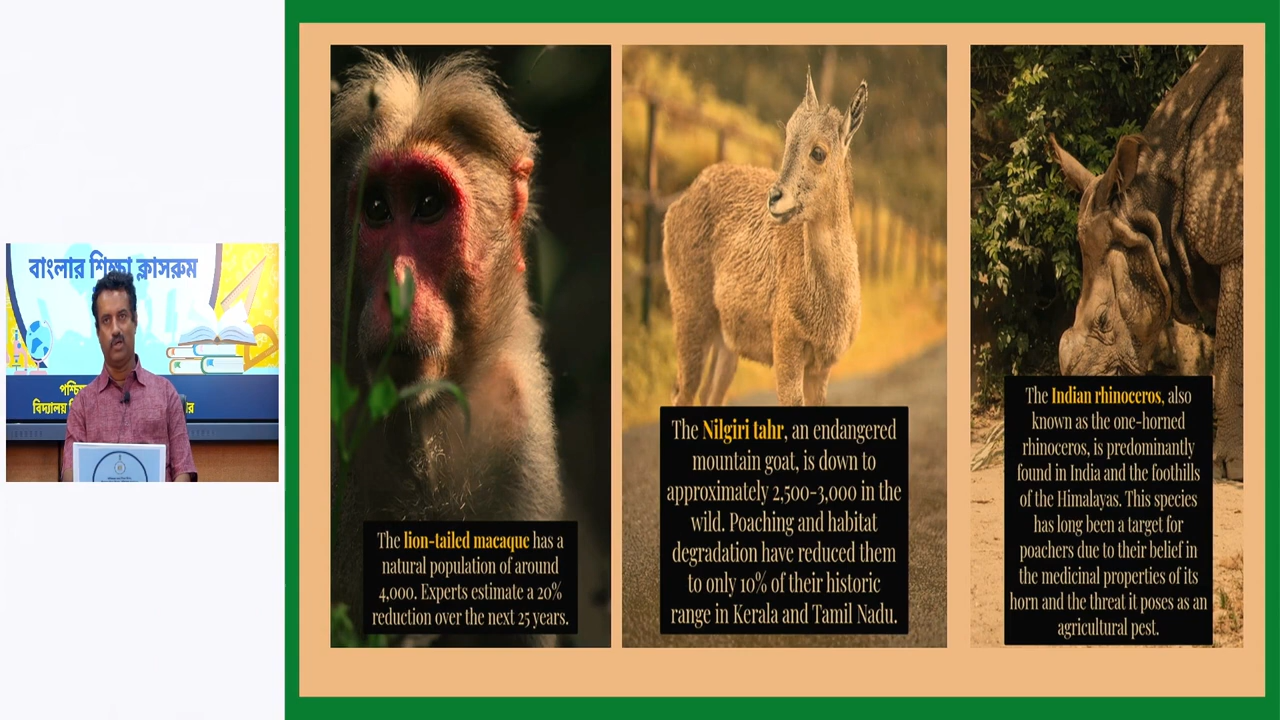 বাংলার শিক্ষা ক্লাসরুম
বিদ্যালয়
The lion-tailed macaque has a
natural population of around
4,000. Experts estimate a 20%
reduction over the next 25 years.
The Nilgiri tahr, an endangered
mountain goat, is down to
approximately 2,500-3,000 in the
wild. Poaching and habitat
degradation have reduced them
to only 10% of their historic
range in Kerala and Tamil Nadu.
The Indian rhinoceros, also
known as the one-horned
rhinoceros, is predominantly
found in India and the foothills
of the Himalayas. This species
has long been a target for
poachers due to their belief in
the medicinal properties of its
horn and the threat it poses as an
agricultural pest.